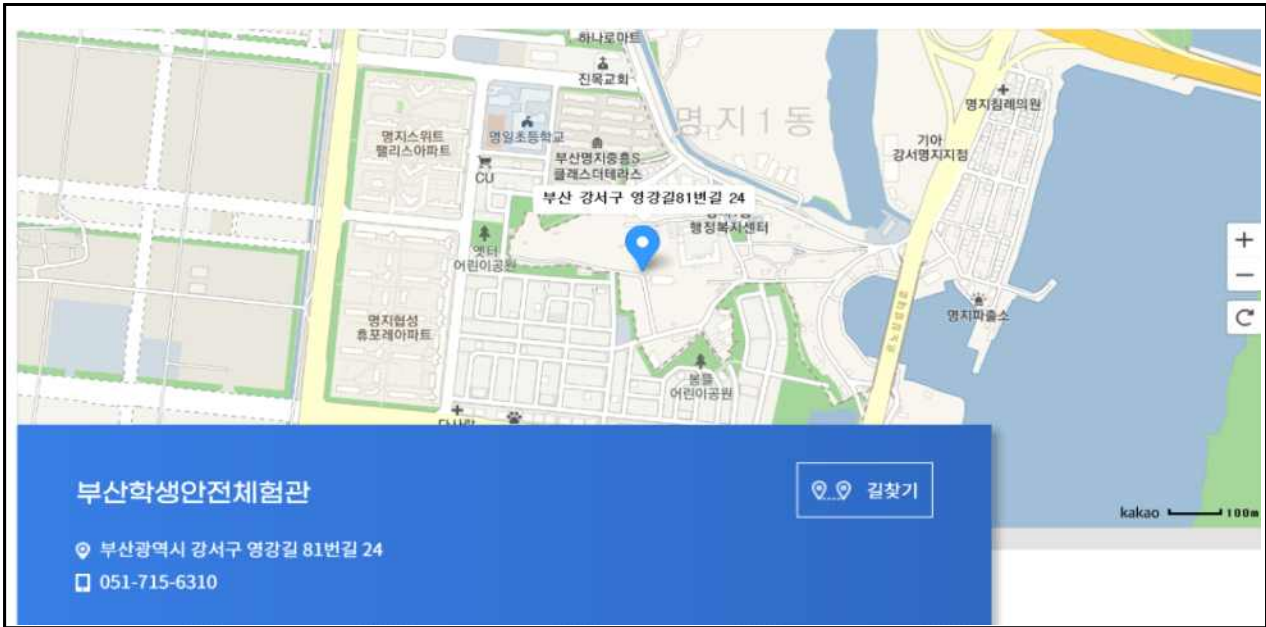 하나로마트
진목교회
명지1동
명지침례의원
기아
강서명지지점
명지스위트
팰리스아파트
명일초등학교
CU
부산명지중흥S
클래스더테라스
부산 강서구 영강길81번길 24
행정복지센터
옛터
어린이공원
명지파출소
명지협성
휴포레아파트
봄뜰
어린이공원
부산학생안전체험관
길찾기
부산광역시 강서구 영강길 81번길 24
051-715-6310
kakao
100m